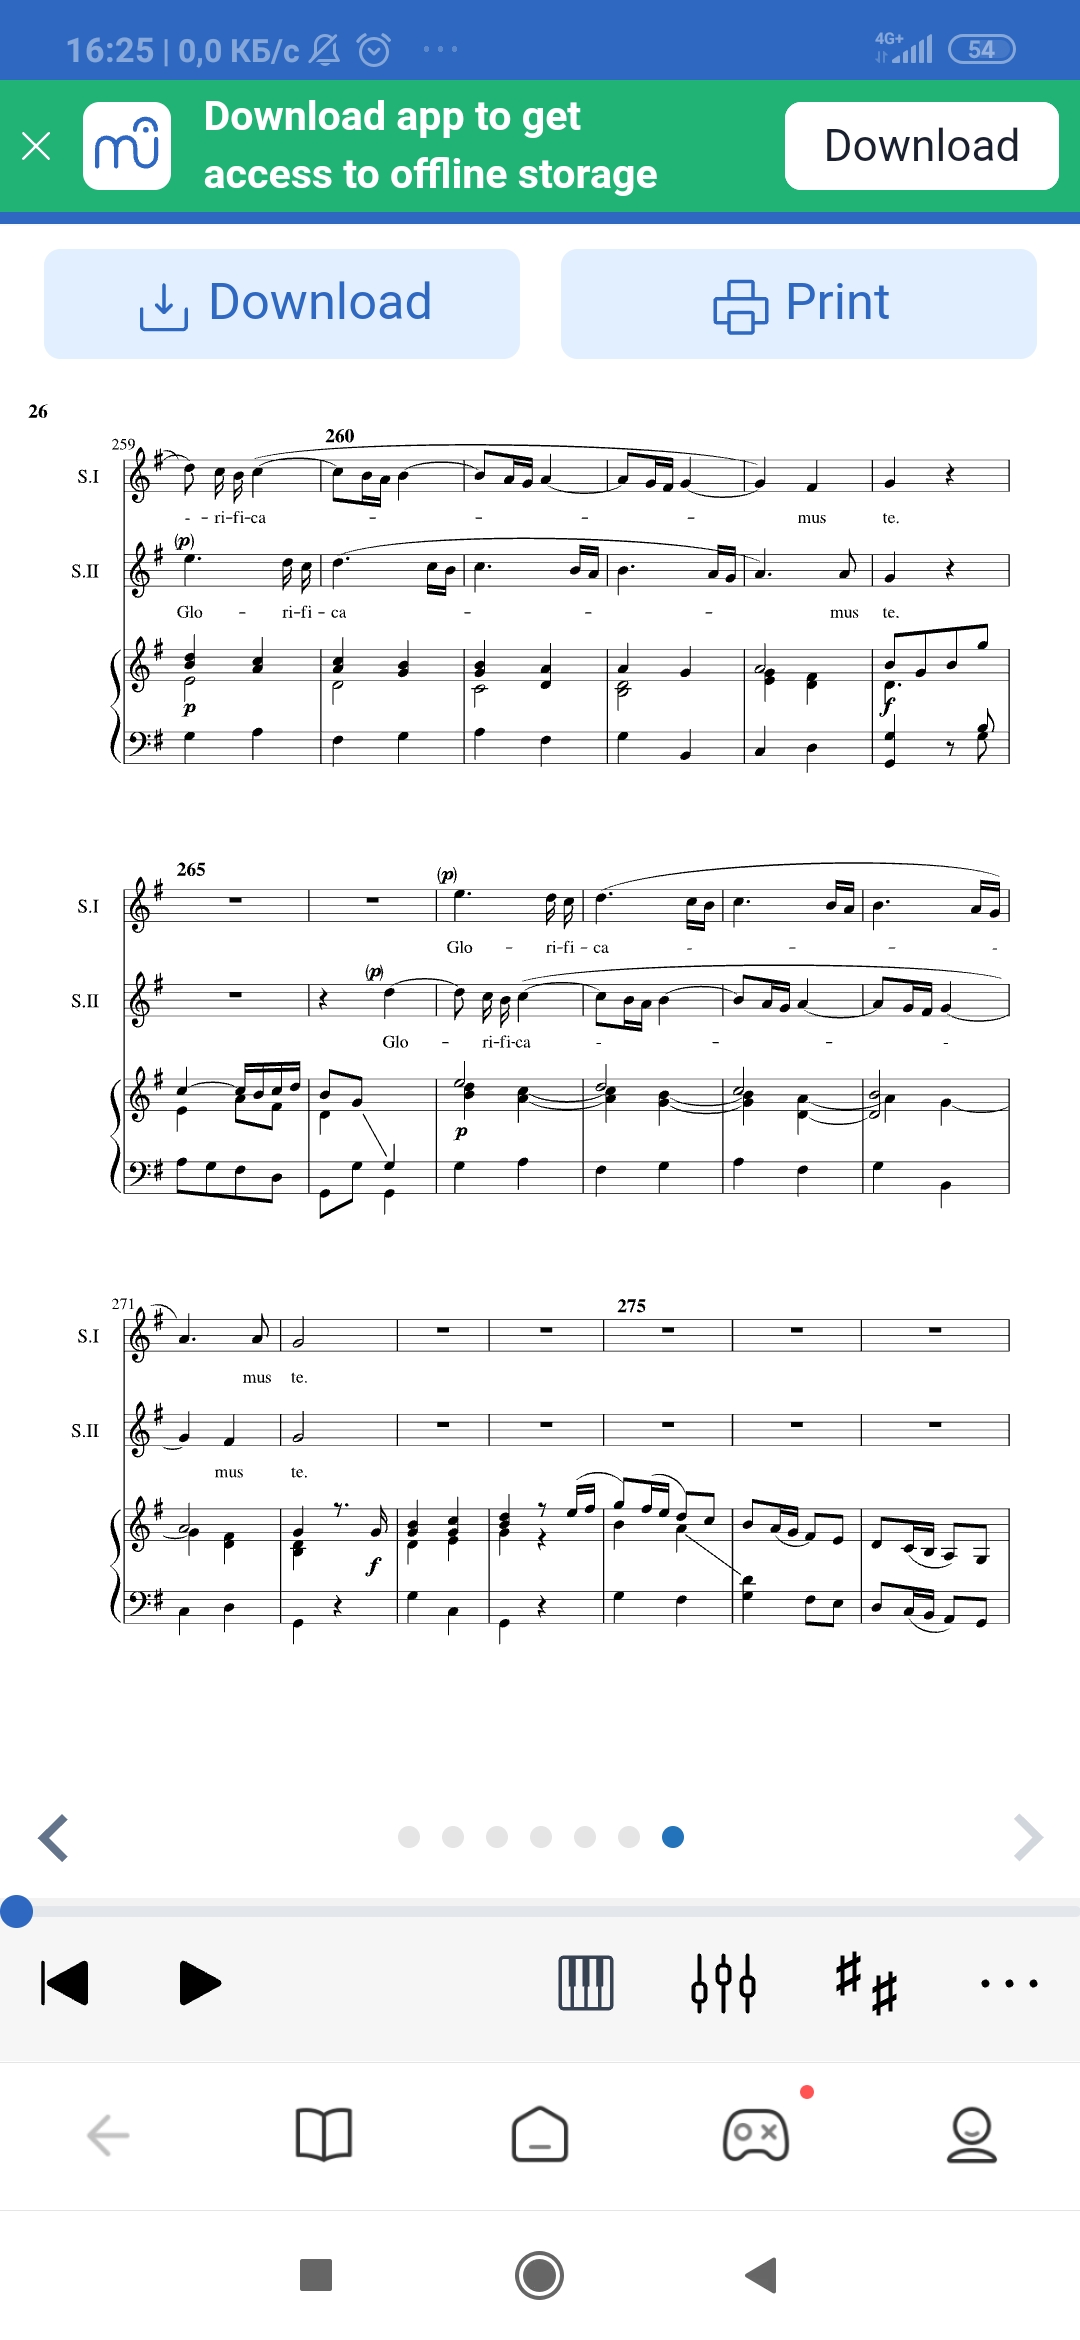 16:25 | 0,0 КБ/с
4G+
54
Download app to get
access to offline storage
Download
Download
Print
26
259
260
S.I
- - ri-fi-ca - - - - mus te.
(p)
S.II
Glo - ri-fi - ca - - - mus te.
p
f
265
(p)
S.I
Glo - ri-fi - ca - - - -
(p)
S.II
Glo - ri-fi-ca - - - -
p
271
275
S.I
mus te.
S.II
mus te.
f